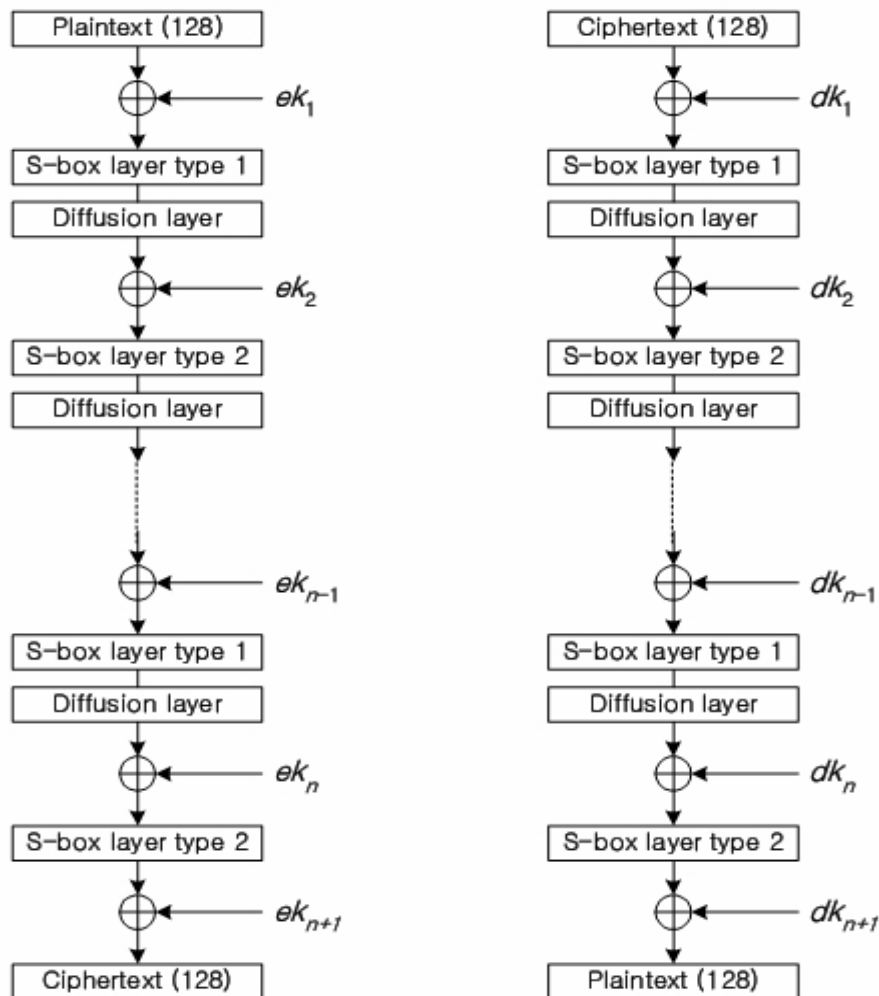 Plaintext (128)
ek1
S-box layer type 1
Diffusion layer
ek2
S-box layer type 2
Diffusion layer
ekn-1
S-box layer type 1
Diffusion layer
ekn
S-box layer type 2
ekn+1
Ciphertext (128)
Ciphertext (128)
dk1
S-box layer type 1
Diffusion layer
dk2
S-box layer type 2
Diffusion layer
dkn-1
S-box layer type 1
Diffusion layer
dkn
S-box layer type 2
dkn+1
Plaintext (128)